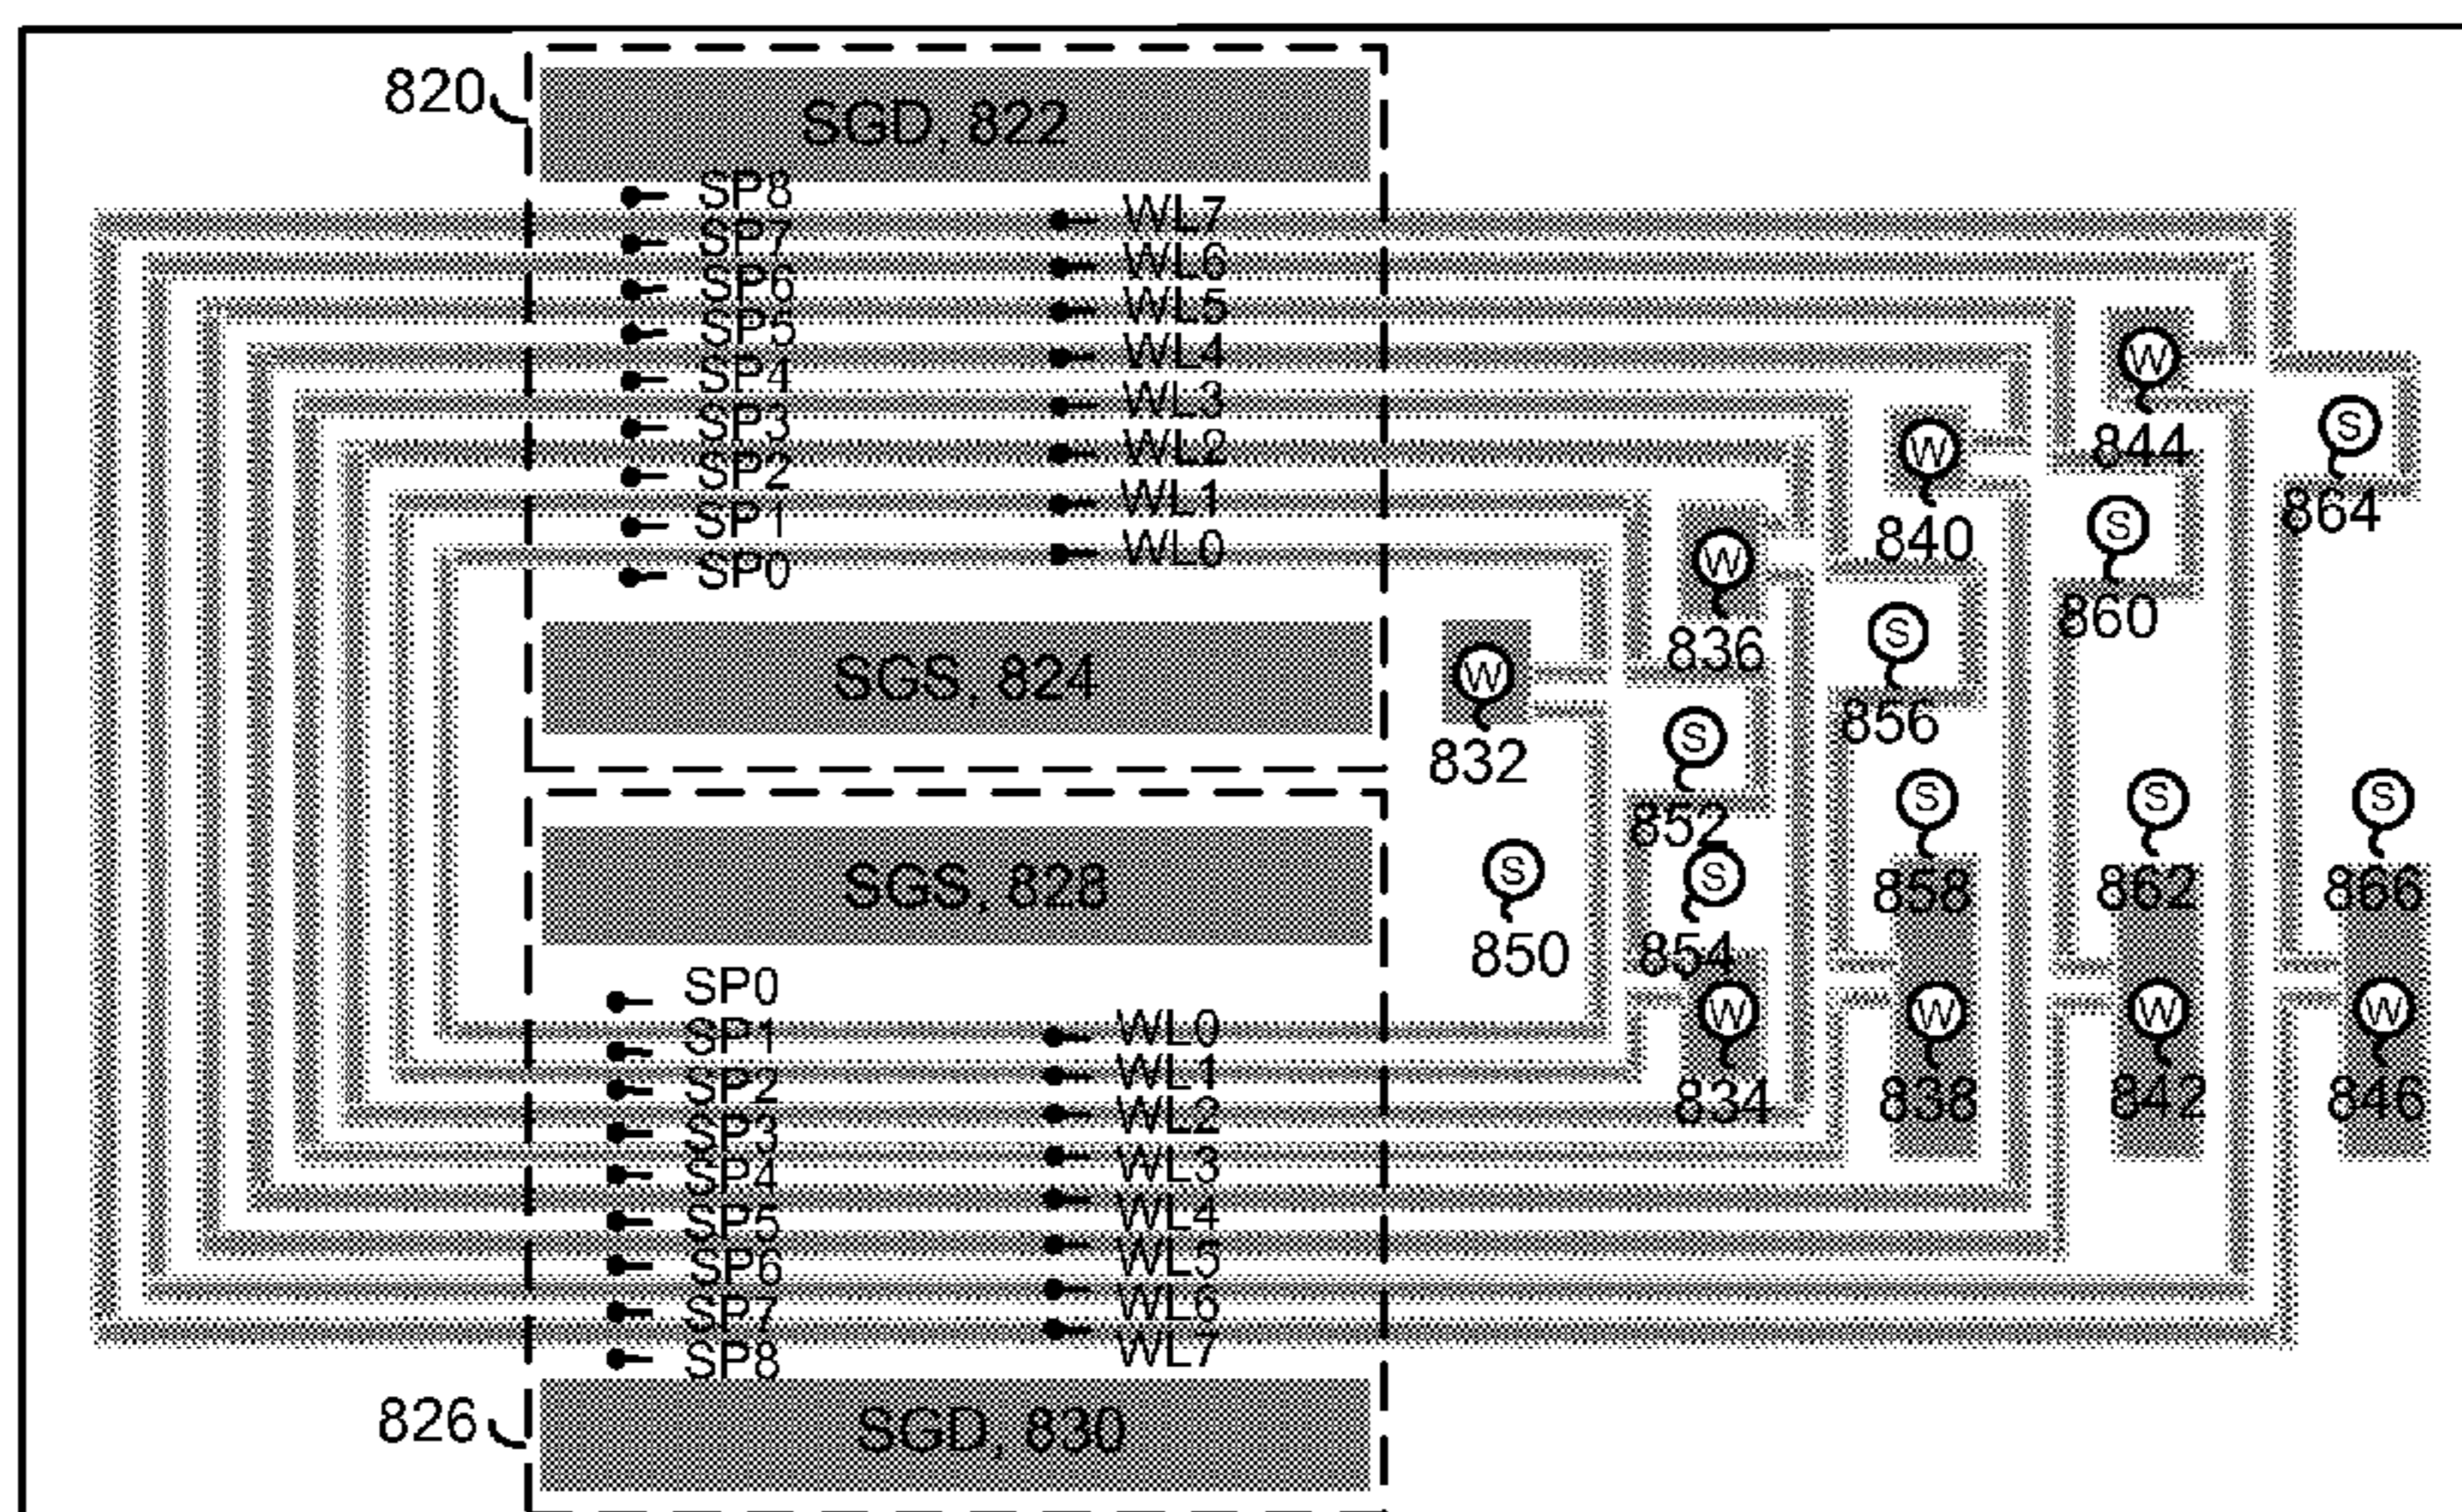 820
SGD, 822
SP8
WL7
SP7
WL6
SP6
WL5
SP5
WL4
SP4
WL3
SP3
WL2
SP2
WL1
SP1
WL0
SP0
W
844
S
864
W
840
S
860
W
836
S
856
W
832
S
852
SGS, 824
SGS, 828
S
850
S
854
S
858
S
862
S
866
SP0
WL0
SP1
WL1
SP2
WL2
SP3
WL3
SP4
WL4
SP5
WL5
SP6
WL6
SP7
WL7
SP8
W
834
W
838
W
842
W
846
826
SGD, 830